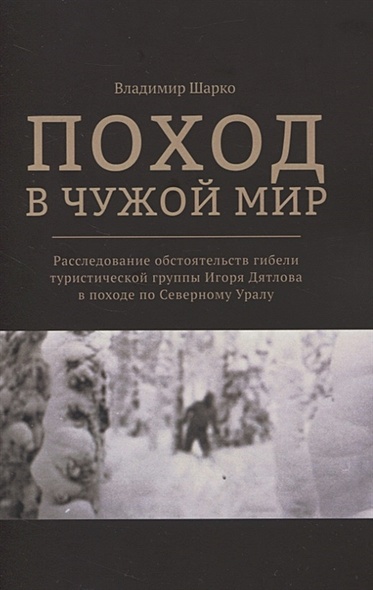 Владимир Шарко
ПОХОД
В ЧУЖОЙ МИР
Расследование обстоятельств гибели
туристической группы Игоря Дятлова
в походе по Северному Уралу